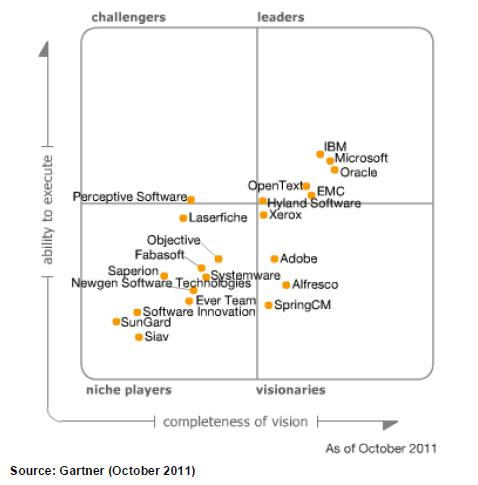 challengers
leaders
IBM
Microsoft
Oracle
OpenText
EMC
Perceptive Software
Hyland Software
Xerox
Laserfiche
Objective
Fabasoft
Adobe
Saperion
Systemware
Newgen Software Technologies
Alfresco
Ever Team
SpringCM
Software Innovation
SunGard
Siav
ability to execute
niche players
visionaries
completeness of vision
As of October 2011
Source: Gartner (October 2011)